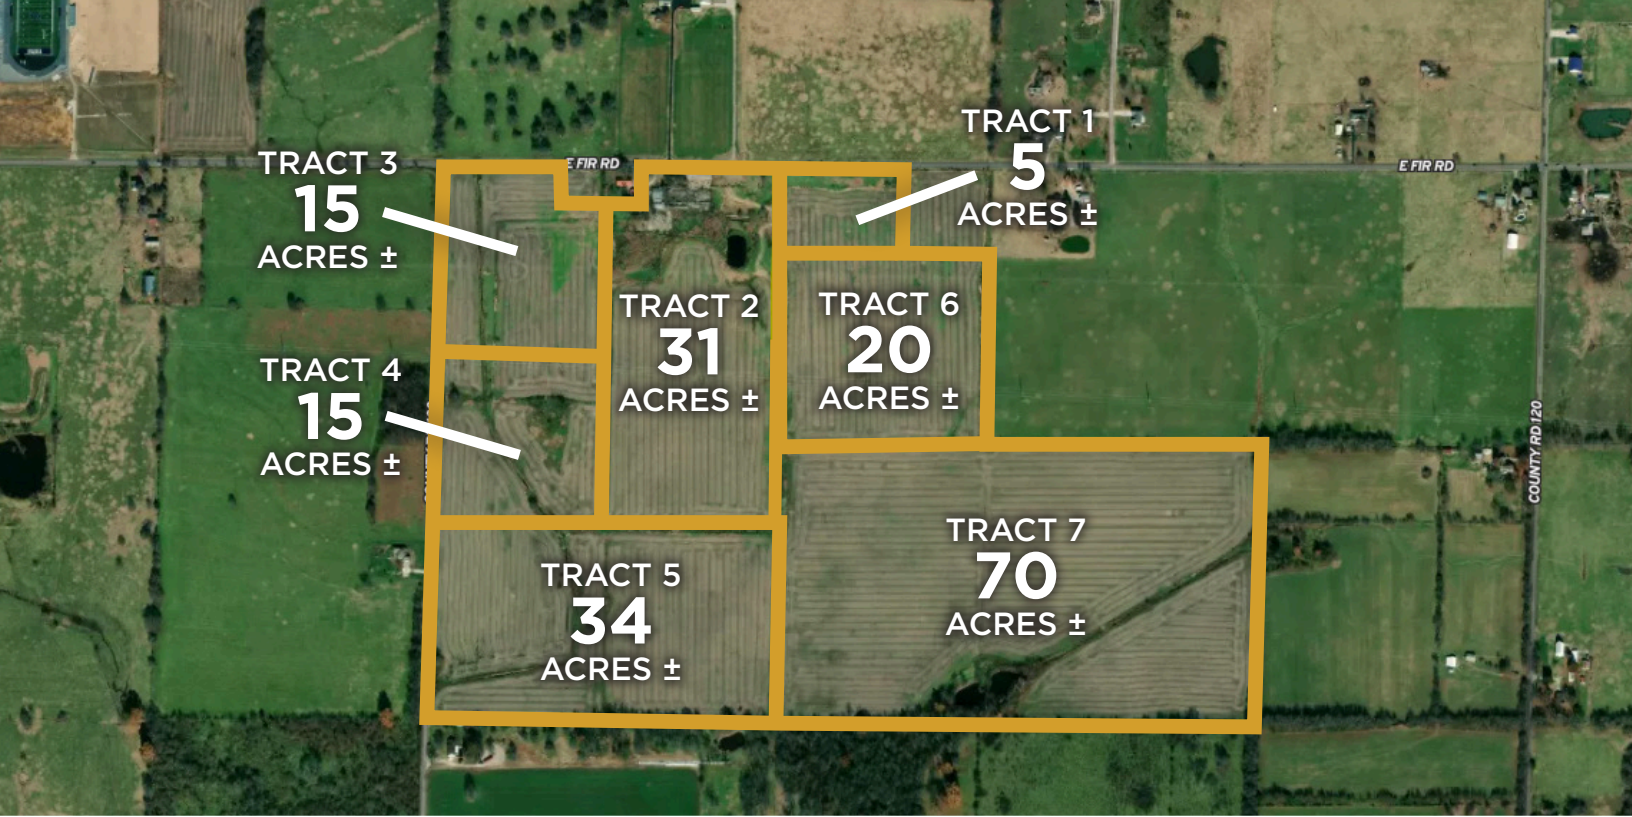 TRACT 1
5
ACRES ±
E FIR RD
E FIR RD
TRACT 3
15
ACRES ±
TRACT 2
31
ACRES ±
TRACT 6
20
ACRES ±
TRACT 4
15
ACRES ±
COUNTY RD 120
TRACT 7
70
ACRES ±
TRACT 5
34
ACRES ±